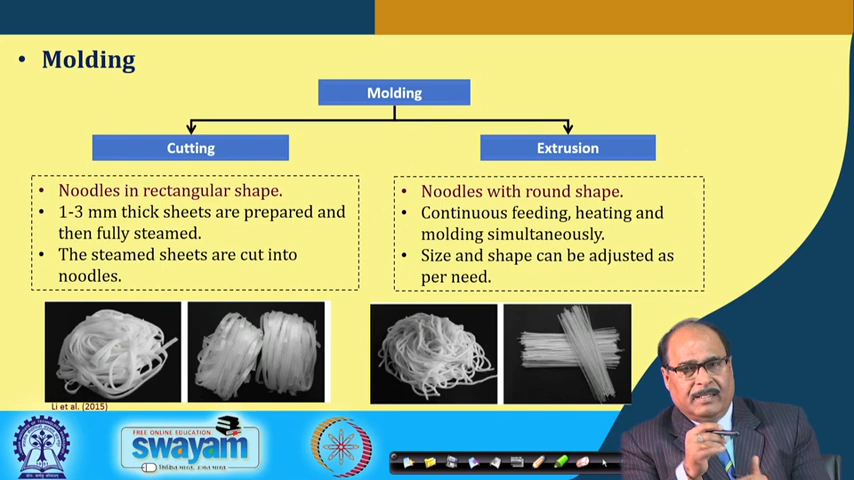 • Molding
Molding
Cutting
Extrusion
• Noodles in rectangular shape.
• 1-3 mm thick sheets are prepared and
then fully steamed.
• The steamed sheets are cut into
noodles.
• Noodles with round shape.
• Continuous feeding, heating and
molding simultaneously.
• Size and shape can be adjusted as
per need.
Li et al. (2015)
FREE ONLINE EDUCATION
swayam